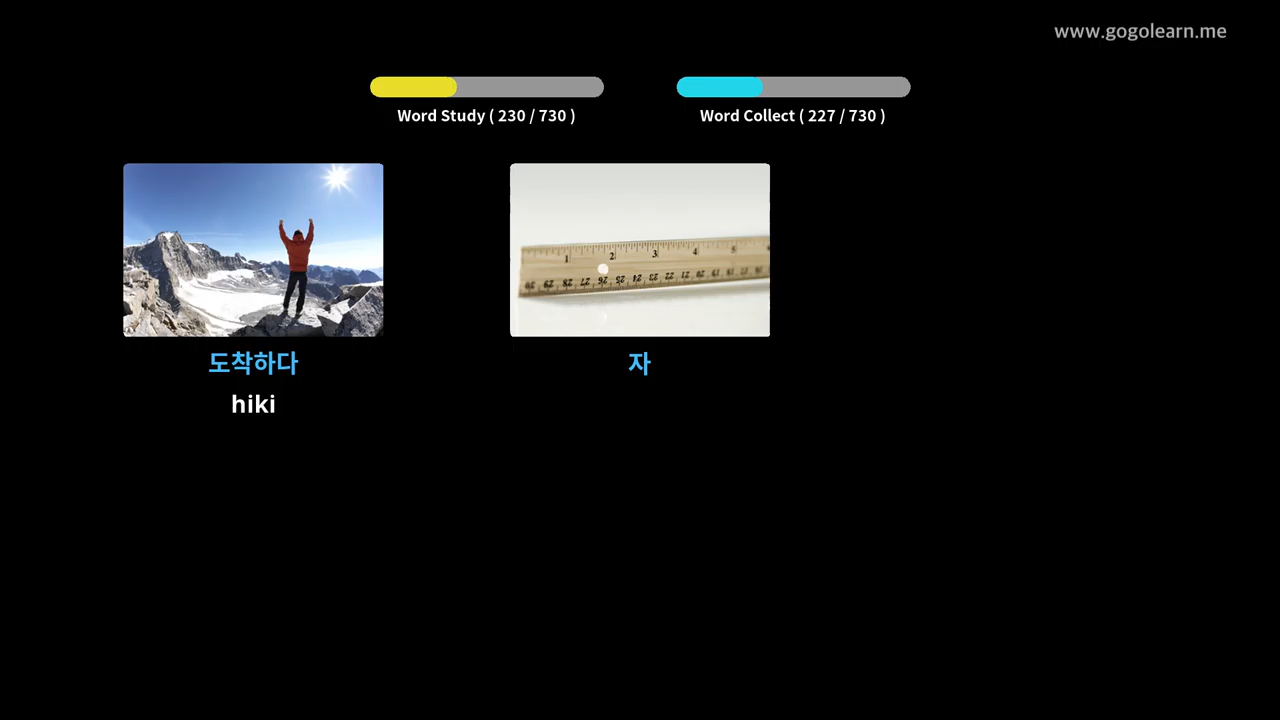 www.gogolearn.me
Word Study ( 230 / 730 )
Word Collect ( 227 / 730 )
도착하다
hiki
자